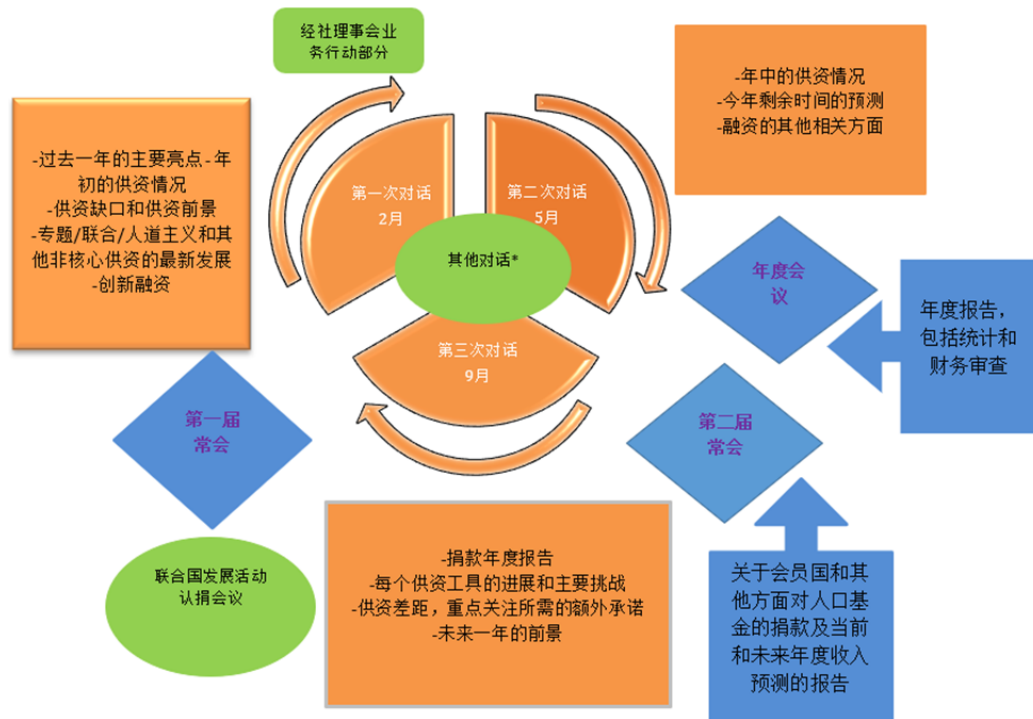 经社理事会业
务行动部分
-年中的供资情况
-今年剩余时间的预测
-融资的其他相关方面
-过去一年的主要亮点-年
初的供资情况
-供资缺口和供资前景
-专题/联合/人道主义和其
他非核心供资的最新发展
-创新融资
第一次对话
2月
第二次对话
5月
其他对话*
第三次对话
9月
年度会
议
年度报告，
包括统计和
财务审查
第一届
常会
第二届
常会
联合国发展活动
认捐会议
-捐款年度报告
-每个供资工具的进展和主要挑战
-供资差距，重点关注所需的额外承诺
-未来一年的前景
关于会员国和其
他方面对人口基
金的捐款及当前
和未来年度收入
预测的报告